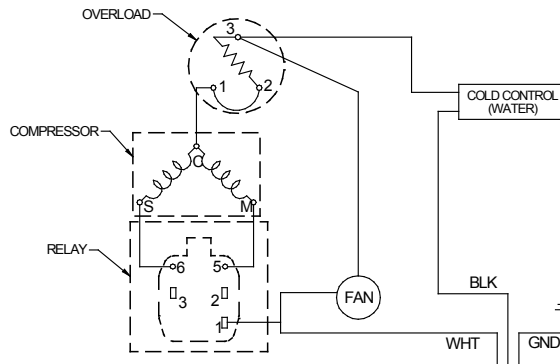 OVERLOAD
3
1
2
COLD CONTROL
(WATER)
COMPRESSOR
C
S
M
RELAY
6
5
3
2
1
FAN
BLK
WHT
GND